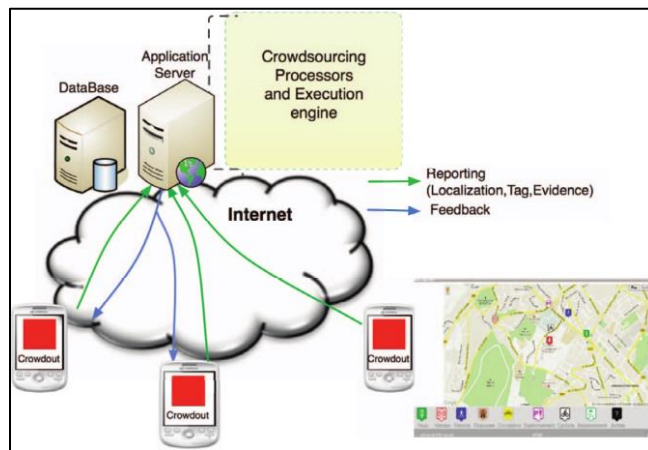 Application
Server
DataBase
Crowdsourcing
Processors
and Execution
engine
Reporting
(Localization,Tag,Evidence)
Feedback
Internet
Crowdout
Crowdout
Crowdout